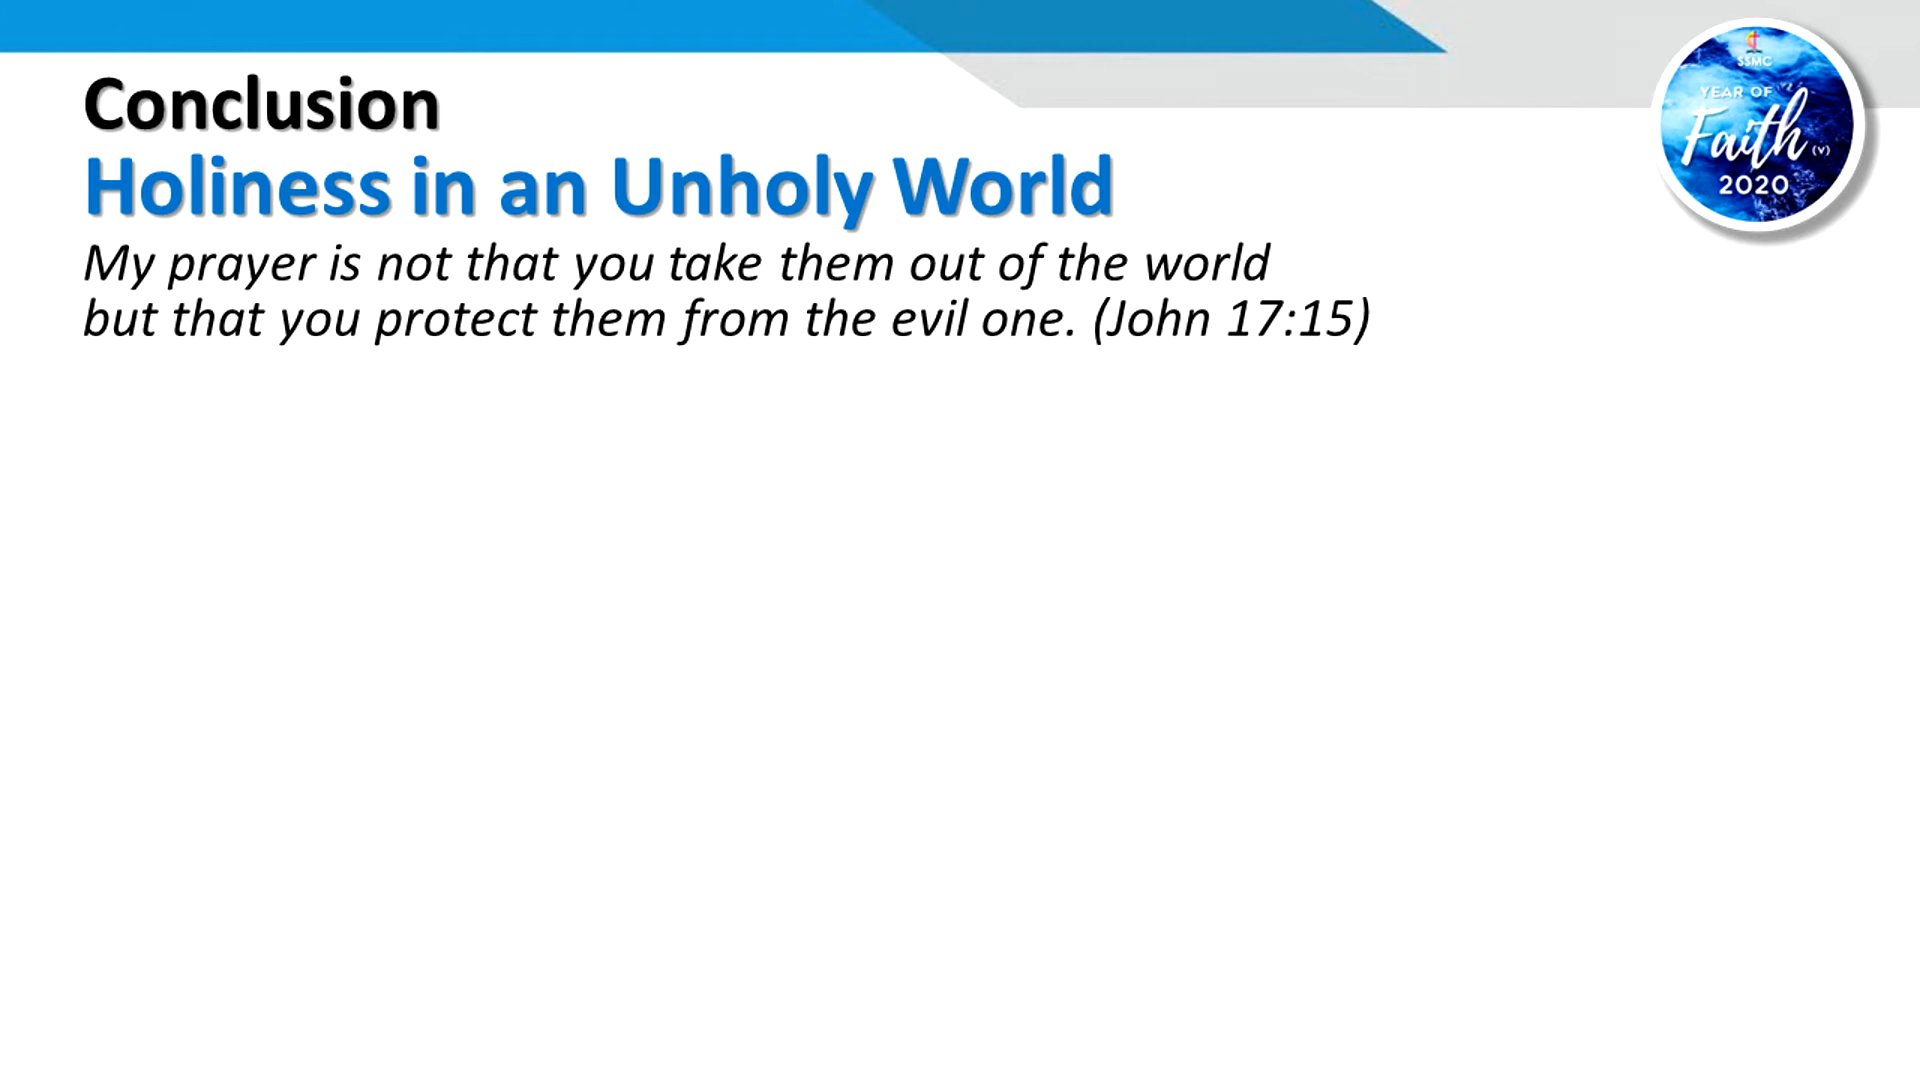 Conclusion
Holiness in an Unholy World
My prayer is not that you take them out of the world
but that you protect them from the evil one. (John 17:15)
SSMC
YEAR OF
Faith (v)
2020